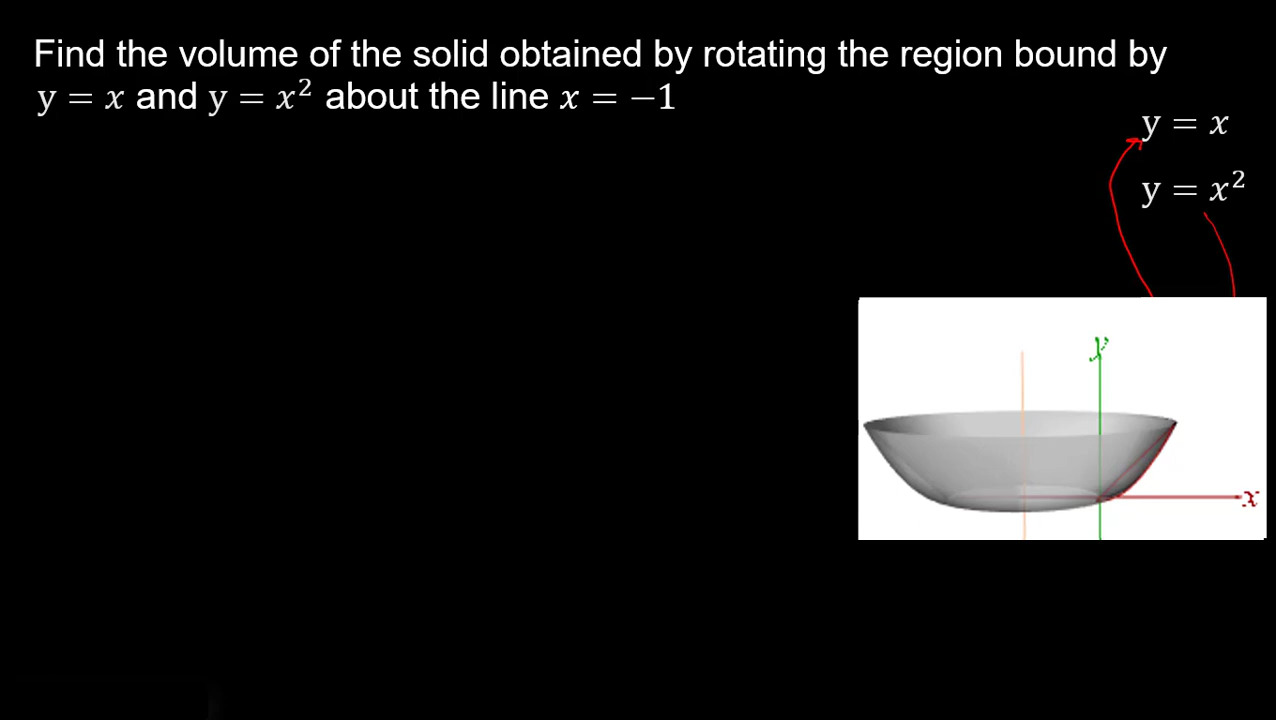 Find the volume of the solid obtained by rotating the region bound by
y = x and y = x² about the line x = −1
y = x
y = x²
y
x